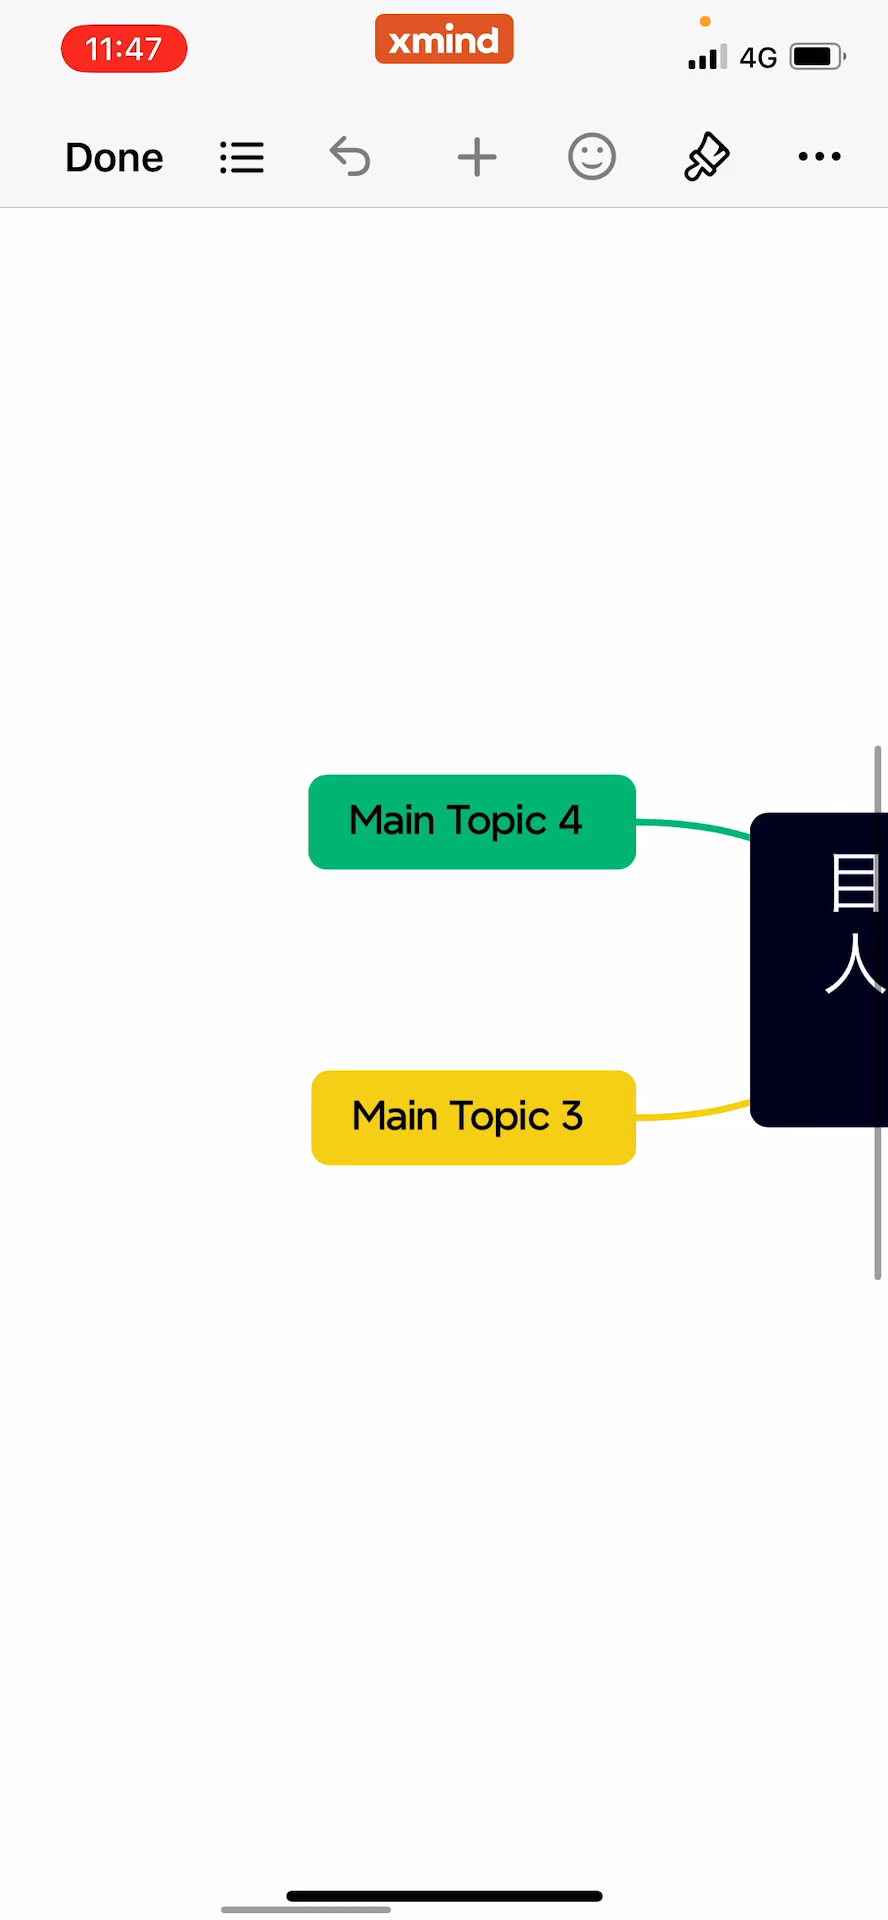 11:47
xmind
4G
Done
Main Topic 4
目
人
Main Topic 3